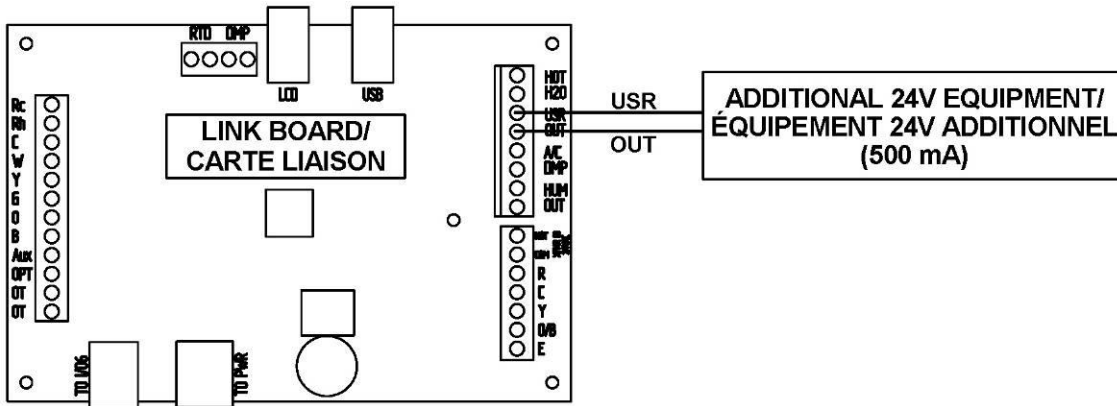 RTD DMP
LCD
USB
LINK BOARD/
CARTE LIAISON
Rc
Rh
C
W
Y
G
O
B
Aux
OPT
OT
OT
HOT
H2O
USR
OUT
A/C
DMP
HUM
OUT
R
C
Y
O/B
E
TO I/O6
TO PWR
USR
OUT
ADDITIONAL 24V EQUIPMENT/
ÉQUIPEMENT 24V ADDITIONNEL
(500 mA)